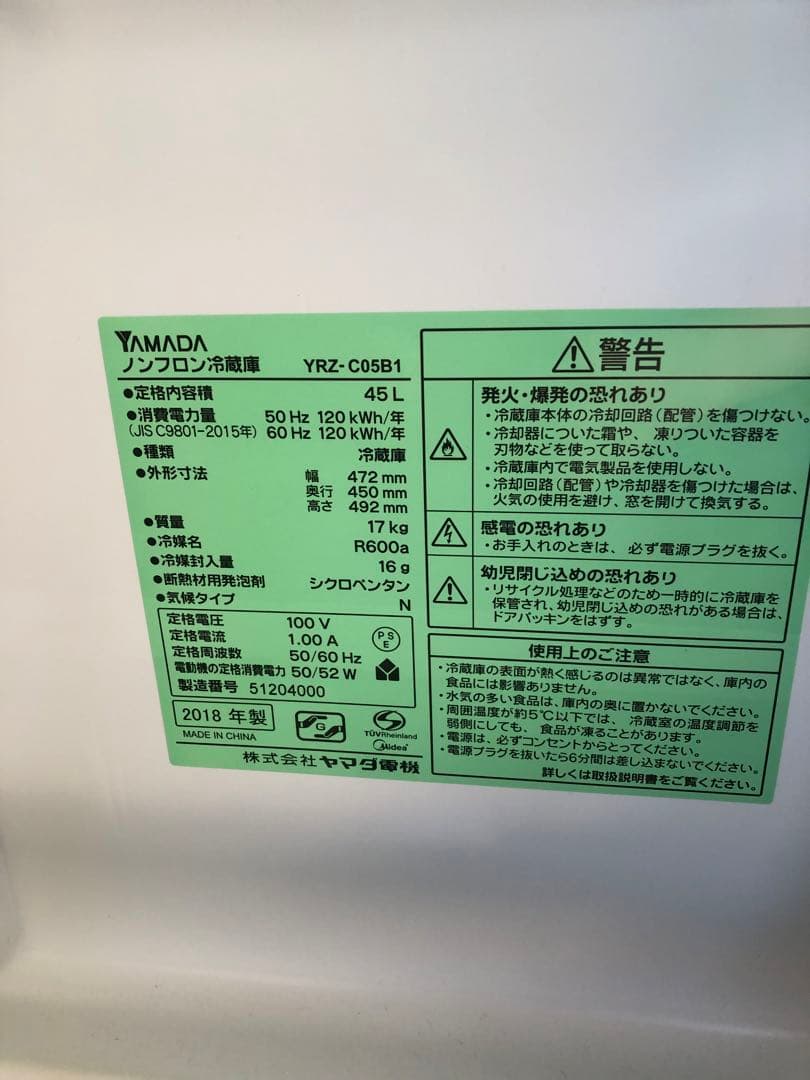 YAMADA
ノンフロン冷蔵庫 YRZ-C05B1
●定格内容積 45L
●消費電力量 50Hz 120kWh/年
(JIS C9801-2015年) 60Hz 120kWh/年
●種類 冷蔵庫
●外形寸法 幅 472mm
奥行 450mm
高さ 492mm
●質量 17kg
●冷媒名 R600a
●冷媒封入量 16g
●断熱材用発泡剤 シクロペンタン
●気候タイプ N
定格電圧 100V
定格電流 1.00A
定格周波数 50/60Hz
電動機の定格消費電力 50/52W
製造番号 51204000
PS
E
2018年製
MADE IN CHINA
G
TÜVRheinland
Midea
株式会社ヤマダ電機
警告
発火・爆発の恐れあり
・冷蔵庫本体の冷却回路(配管)を傷つけない。
・冷却器についた霜や、凍りついた容器を
刃物などを使って取らない。
・冷蔵庫内で電気製品を使用しない。
・冷却回路(配管)や冷却器を傷つけた場合は、
火気の使用を避け、窓を開けて換気する。
感電の恐れあり
・お手入れのときは、必ず電源プラグを抜く。
幼児閉じ込めの恐れあり
・リサイクル処理などのため一時的に冷蔵庫を
保管され、幼児閉じ込めの恐れがある場合は、
ドアパッキンをはずす。
使用上のご注意
・冷蔵庫の表面が熱く感じるのは異常ではなく、庫内の
食品には影響ありません。
・水気の多い食品は、庫内の奥に置かないでください。
・周囲温度が約5℃以下では、冷蔵室の温度調節を
弱側にしても、食品が凍ることがあります。
・電源は、必ずコンセントからとってください。
・電源プラグを抜いたら6分間は差し込まないでください。
詳しくは取扱説明書をご覧ください。